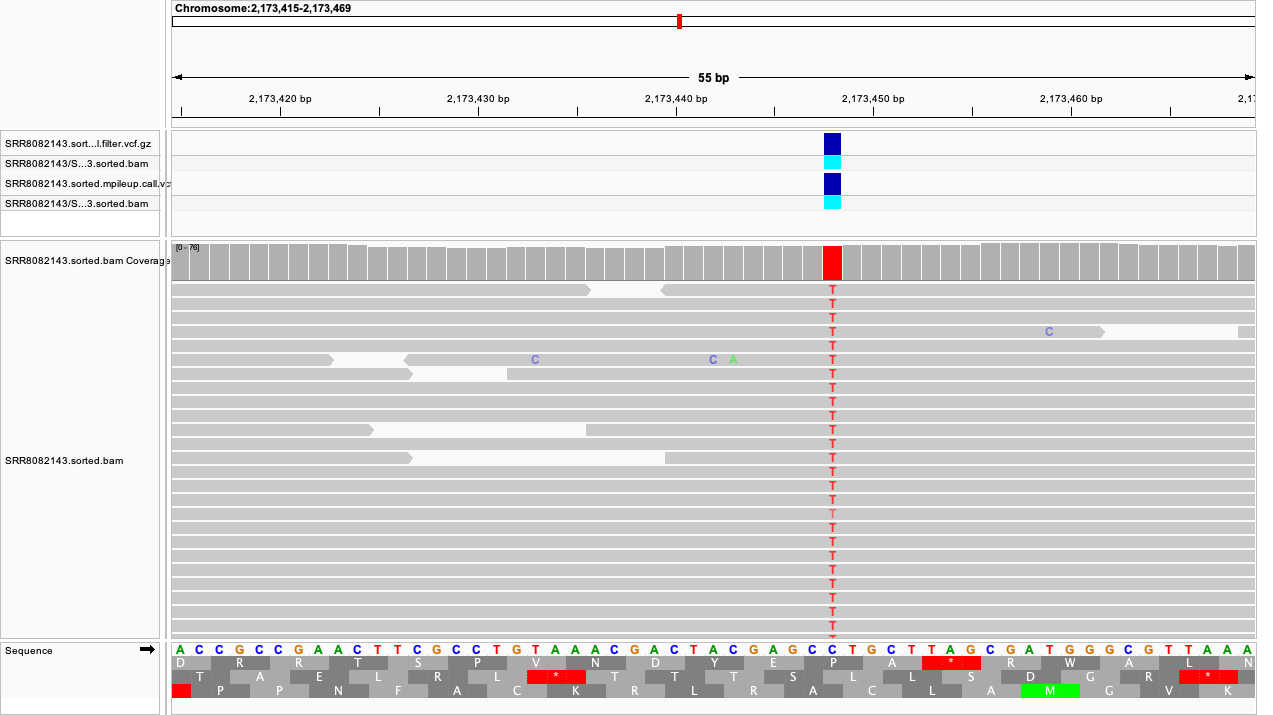 Chromosome:2,173,415-2,173,469
55 bp
2,173,420 bp 2,173,430 bp 2,173,440 bp 2,173,450 bp 2,173,460 bp 2,17
SRR8082143.sort...l.filter.vcf.gz
SRR8082143/S...3.sorted.bam
SRR8082143.sorted.mpileup.call.vc
SRR8082143/S...3.sorted.bam
[0 - 76]
SRR8082143.sorted.bam Coverage
T
T
T
T C
T
C C A T
T
T
T
T
T
T
SRR8082143.sorted.bam T
T
T
T
T
T
T
T
T
T
T
T
T
Sequence A C C G C C G A A C T T C G C C T G T A A A C G A C T A C G A G C C T G C T T A G C G A T G G G C G T T A A A
D R R T S P V N D Y E P A * R W A L N
T A E L R L * T T T S L L S D G R *
P P N F A C K R L R A C L A M G V K